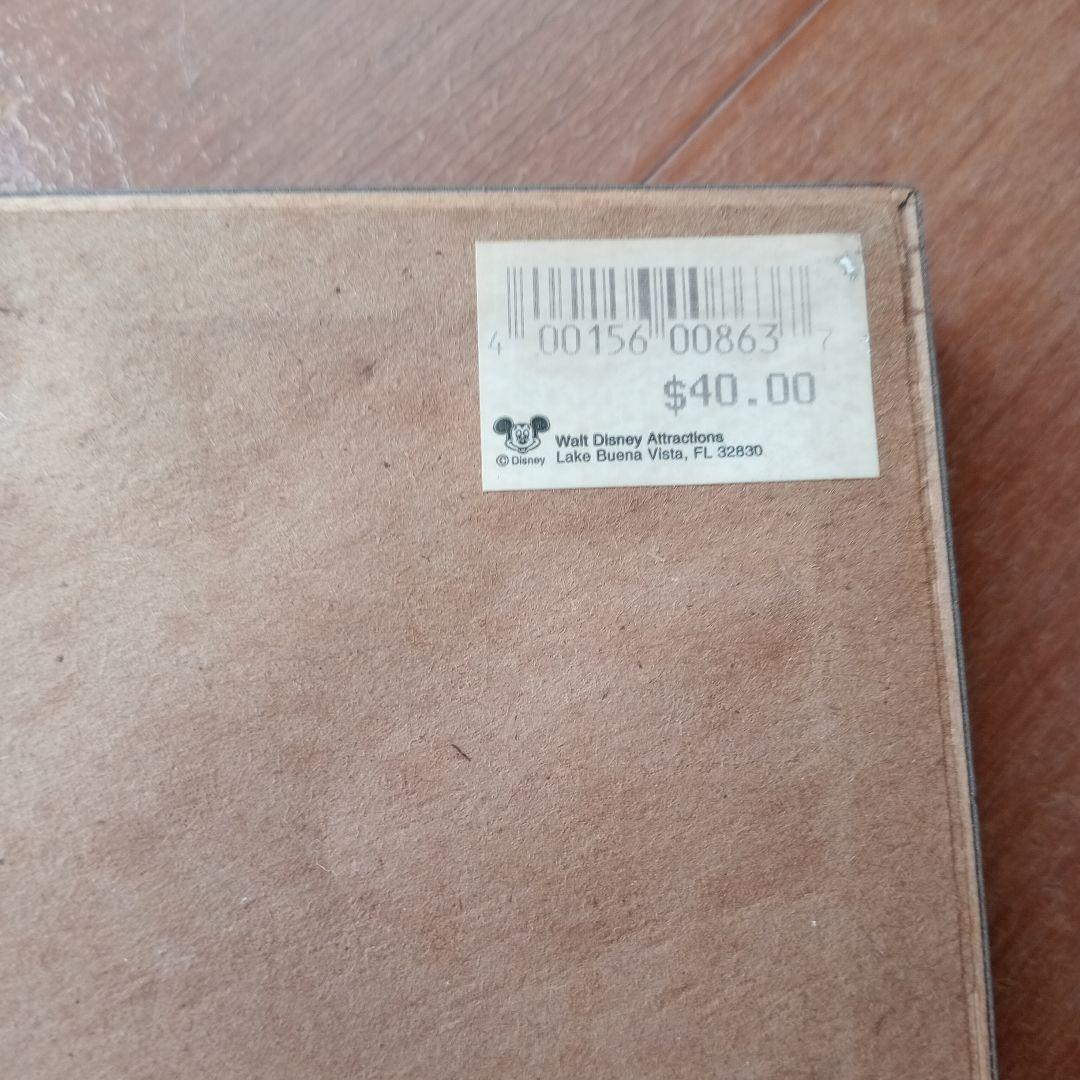 4 00156 00863 7
$40.00
© Disney
Walt Disney Attractions
Lake Buena Vista, FL 32830